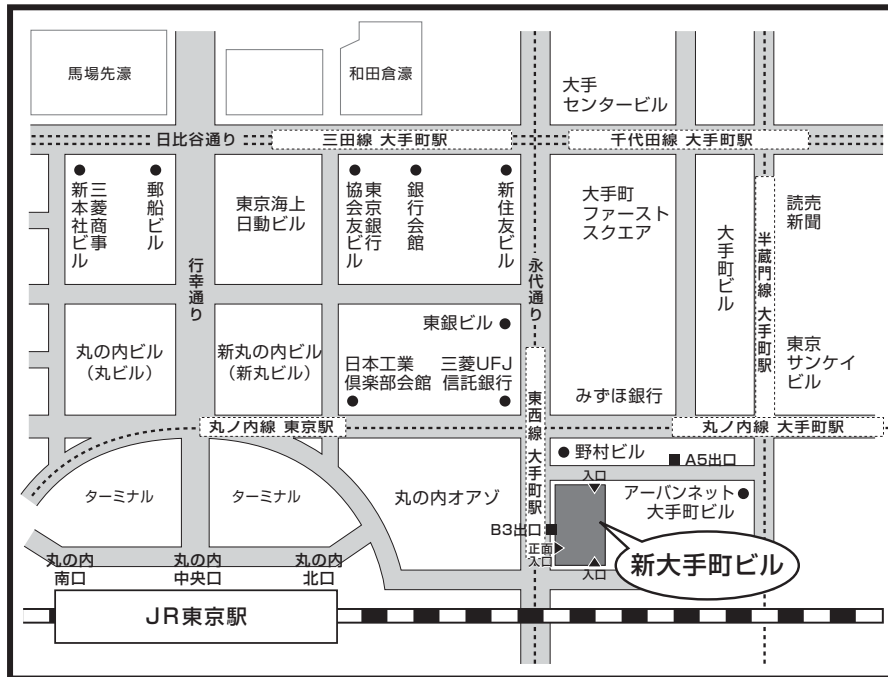 馬場先濠
和田倉濠
大手
センタービル
日比谷通り
三田線 大手町駅
千代田線 大手町駅
三菱商事
新本社ビル
郵船ビル
東京海上
日動ビル
東京銀行
協会友ビル
銀行会館
新住友ビル
大手町
ファースト
スクエア
大手町ビル
読売
新聞
半蔵門線 大手町駅
行幸通り
永代通り
丸の内ビル
（丸ビル）
新丸の内ビル
（新丸ビル）
東銀ビル
日本工業
倶楽部会館
三菱UFJ
信託銀行
みずほ銀行
東京
サンケイ
ビル
丸ノ内線 東京駅
東西線 大手町駅
丸ノ内線 大手町駅
野村ビル
A5出口
ターミナル
ターミナル
丸の内オアゾ
入口
アーバンネット
大手町ビル
B3出口
正面
入口
入口
新大手町ビル
丸の内
南口
丸の内
中央口
丸の内
北口
JR東京駅